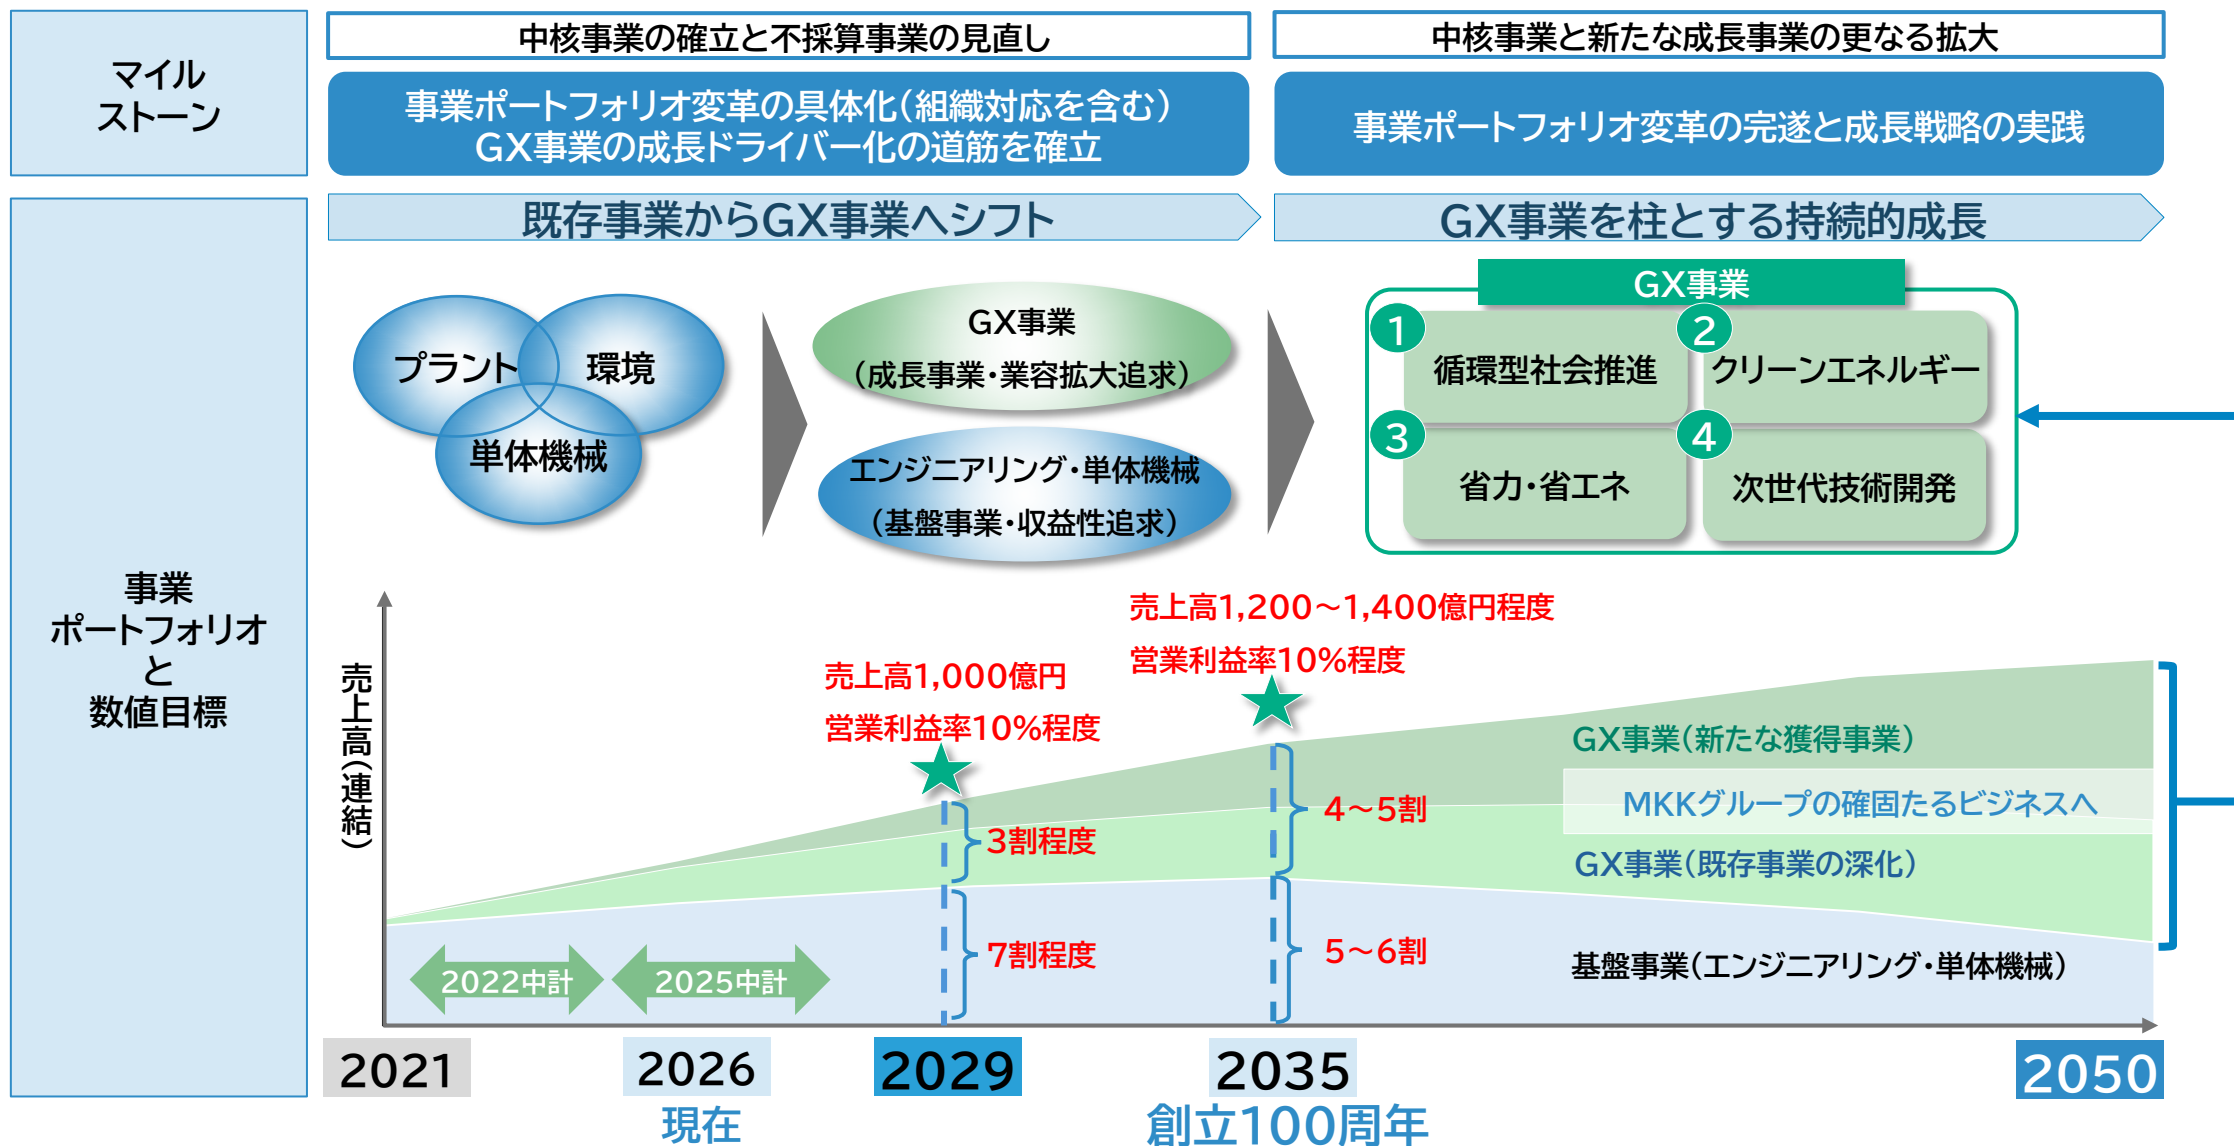 マイル
ストーン
中核事業の確立と不採算事業の見直し
中核事業と新たな成長事業の更なる拡大
事業ポートフォリオ変革の具体化（組織対応を含む）
GX事業の成長ドライバー化の道筋を確立
事業ポートフォリオ変革の完遂と成長戦略の実践
事業
ポートフォリオ
と
数値目標
既存事業からGX事業へシフト
GX事業を柱とする持続的成長
プラント
環境
単体機械
GX事業
（成長事業・業容拡大追求）
エンジニアリング・単体機械
（基盤事業・収益性追求）
GX事業
1
循環型社会推進
2
クリーンエネルギー
3
省力・省エネ
4
次世代技術開発
売上高（連結）
売上高1,000億円
営業利益率10%程度
売上高1,200～1,400億円程度
営業利益率10%程度
3割程度
7割程度
4～5割
5～6割
GX事業（新たな獲得事業）
MKKグループの確固たるビジネスへ
GX事業（既存事業の深化）
基盤事業（エンジニアリング・単体機械）
2022中計
2025中計
2021
2026
現在
2029
2035
創立100周年
2050